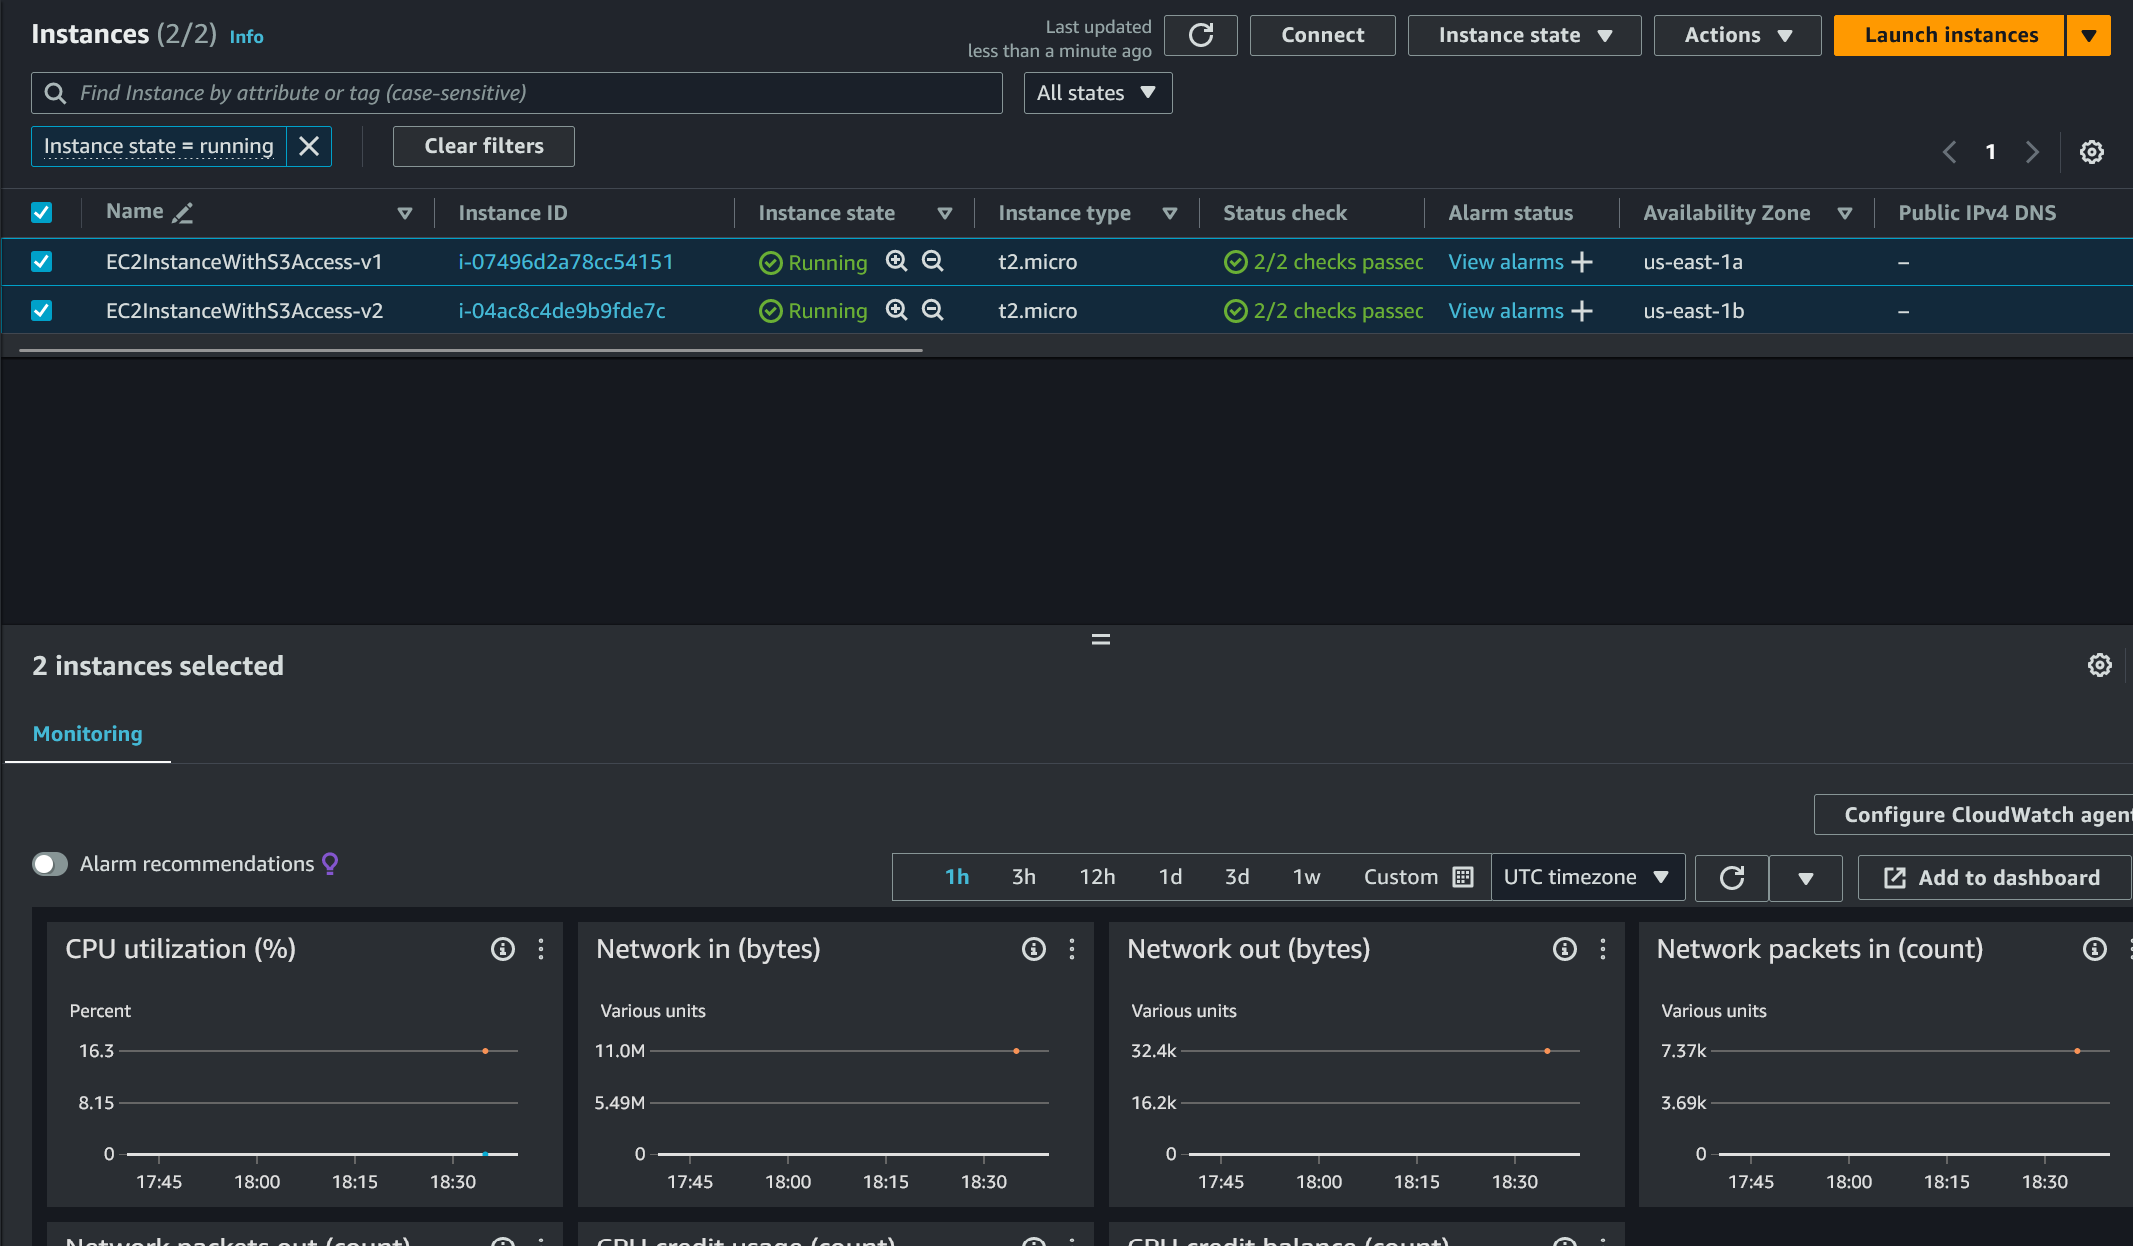 Instances (2/2) Info
Last updated
less than a minute ago
Connect
Instance state
Actions
Launch instances
Find Instance by attribute or tag (case-sensitive)
All states
Instance state = running
Clear filters
1
Name Instance ID Instance state Instance type Status check Alarm status Availability Zone Public IPv4 DNS
EC2InstanceWithS3Access-v1 i-07496d2a78cc54151 Running t2.micro 2/2 checks passec View alarms + us-east-1a –
EC2InstanceWithS3Access-v2 i-04ac8c4de9b9fde7c Running t2.micro 2/2 checks passec View alarms + us-east-1b –
2 instances selected
Monitoring
Configure CloudWatch agent
Alarm recommendations
1h 3h 12h 1d 3d 1w Custom UTC timezone
Add to dashboard
CPU utilization (%)
Percent
16.3
8.15
0
17:45 18:00 18:15 18:30
Network in (bytes)
Various units
11.0M
5.49M
0
17:45 18:00 18:15 18:30
Network out (bytes)
Various units
32.4k
16.2k
0
17:45 18:00 18:15 18:30
Network packets in (count)
Various units
7.37k
3.69k
0
17:45 18:00 18:15 18:30
Network packets out (count)
CPU credit usage (count)
CPU credit balance (count)